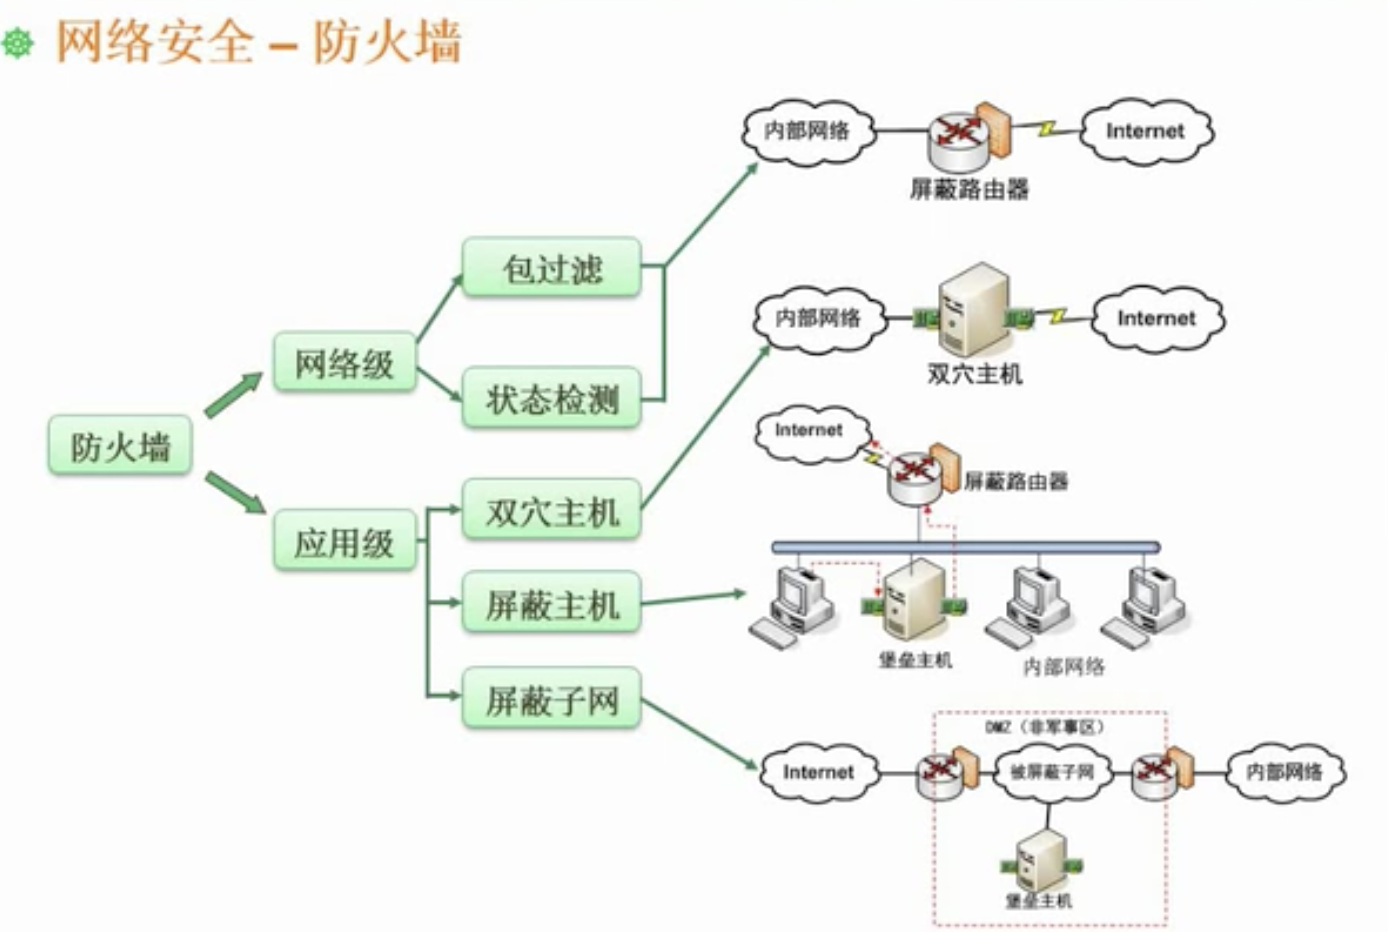 网络安全 – 防火墙
内部网络
Internet
屏蔽路由器
包过滤
内部网络
Internet
双穴主机
网络级
状态检测
防火墙
Internet
屏蔽路由器
双穴主机
应用级
屏蔽主机
堡垒主机
内部网络
屏蔽子网
DMZ（非军事区）
Internet
被屏蔽子网
内部网络
堡垒主机